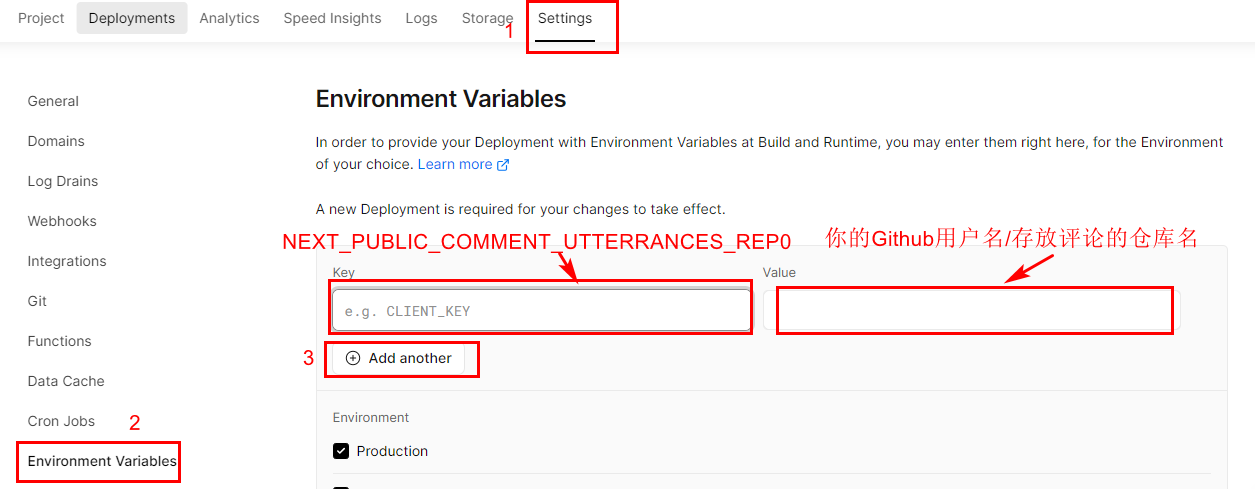 Project Deployments Analytics Speed Insights Logs Storage Settings
1
General
Domains
Log Drains
Webhooks
Integrations
Git
Functions
Data Cache
Cron Jobs
2
Environment Variables
Environment Variables
In order to provide your Deployment with Environment Variables at Build and Runtime, you may enter them right here, for the Environment
of your choice. Learn more
A new Deployment is required for your changes to take effect.
NEXT_PUBLIC_COMMENT_UTTERRANCES_REP0
你的Github用户名/存放评论的仓库名
Key Value
e.g. CLIENT_KEY
3
Add another
Environment
Production